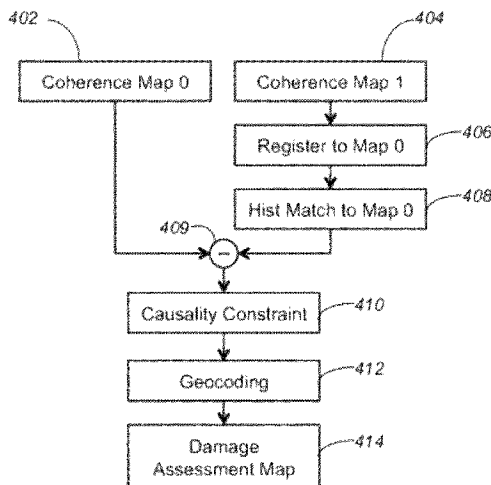 402
404
Coherence Map 0
Coherence Map 1
Register to Map 0
406
Hist Match to Map 0
408
409
−
Causality Constraint
410
Geocoding
412
Damage
Assessment Map
414